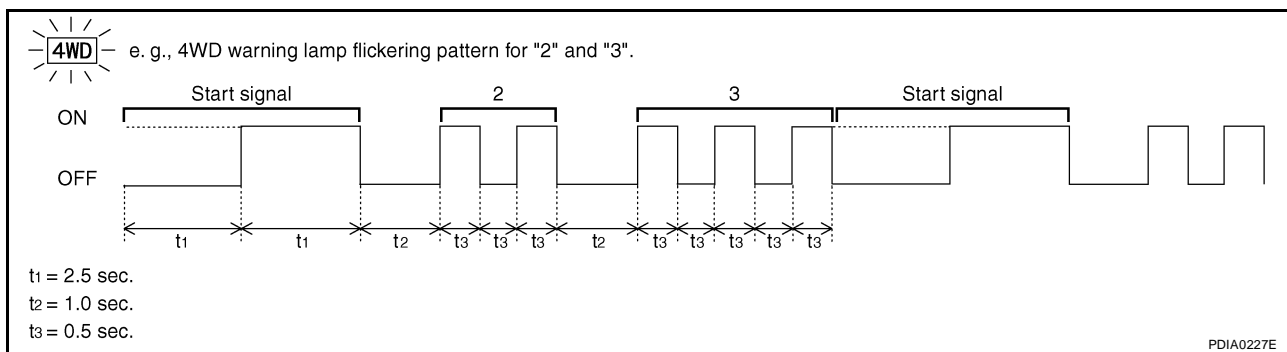 4WD e. g., 4WD warning lamp flickering pattern for "2" and "3".
Start signal 2 3 Start signal
ON
OFF
t1 t1 t2 t3 t3 t3 t2 t3 t3 t3 t3 t3
t1 = 2.5 sec.
t2 = 1.0 sec.
t3 = 0.5 sec.
PDIA0227E